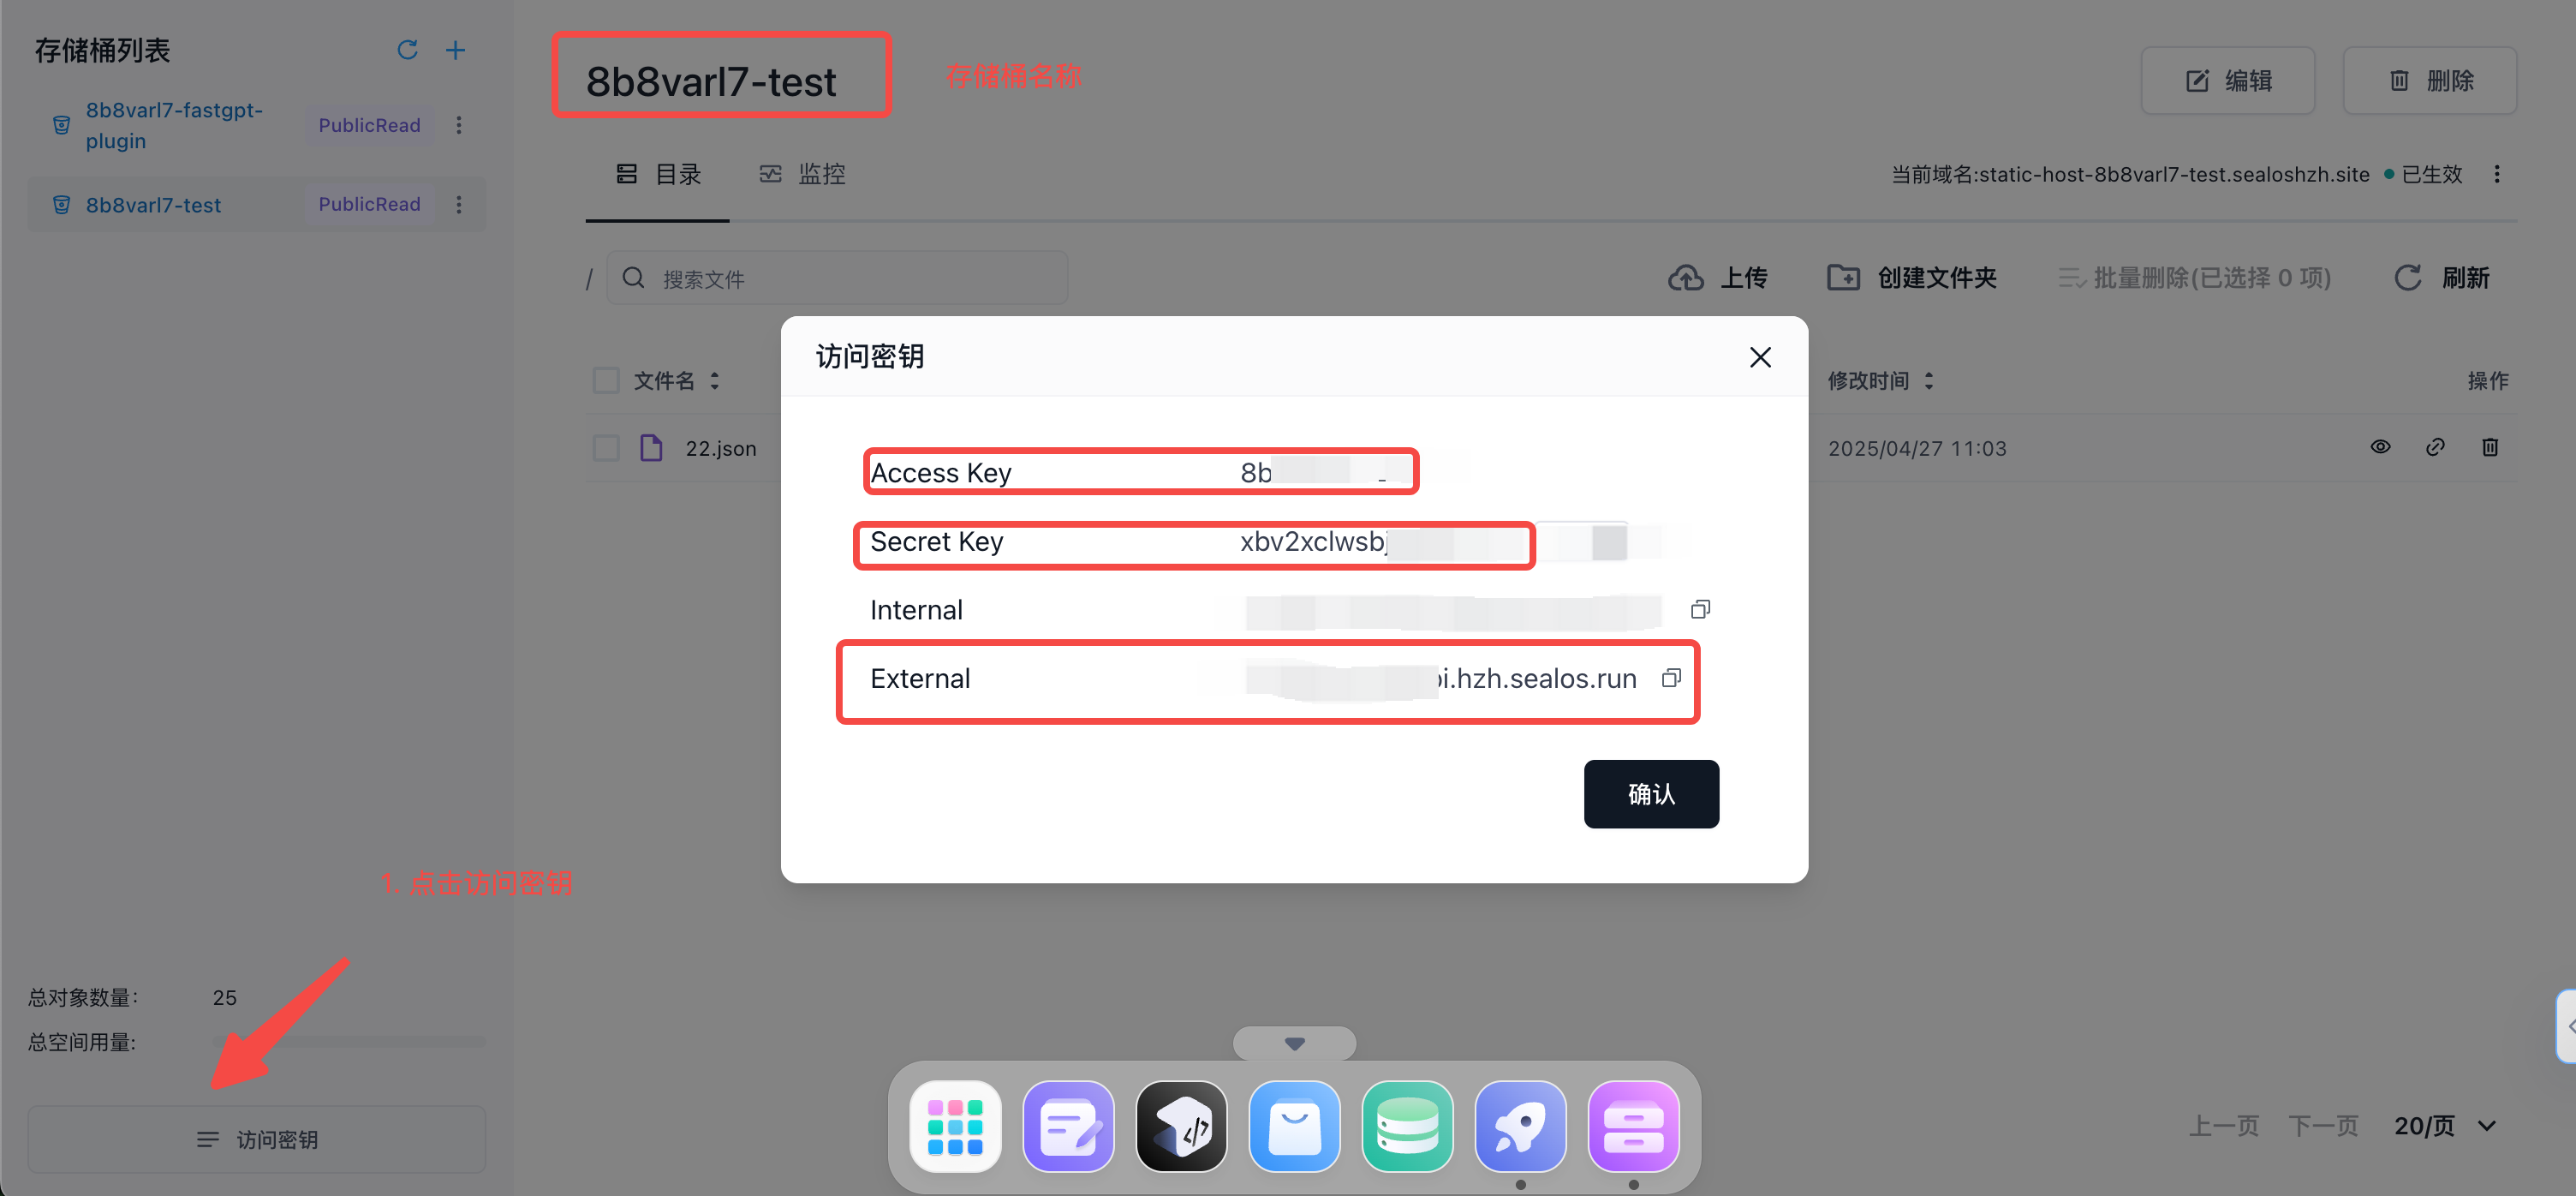 存储桶列表
8b8varl7-fastgpt-
plugin
PublicRead
8b8varl7-test
PublicRead
8b8varl7-test
存储桶名称
编辑
删除
目录
监控
当前域名:static-host-8b8varl7-test.sealoshzh.site
已生效
/
搜索文件
上传
创建文件夹
批量删除(已选择 0 项)
刷新
文件名
修改时间
操作
22.json
2025/04/27 11:03
访问密钥
Access Key 8b
Secret Key xbv2xclwsbj
Internal
External i.hzh.sealos.run
确认
1. 点击访问密钥
总对象数量: 25
总空间用量:
访问密钥
上一页
下一页
20/页